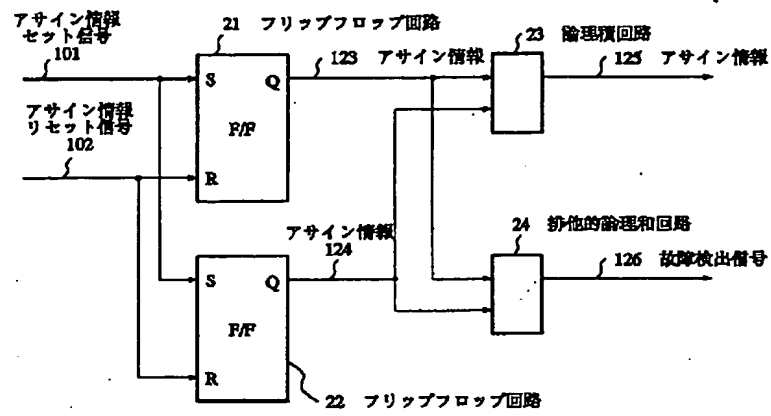 アサイン情報
セット信号
101
21 フリップフロップ回路
S
Q
F/F
R
123 アサイン情報
23 論理積回路
125 アサイン情報
アサイン情報
リセット信号
102
アサイン情報
124
24 排他的論理和回路
126 故障検出信号
S
Q
F/F
R
22 フリップフロップ回路